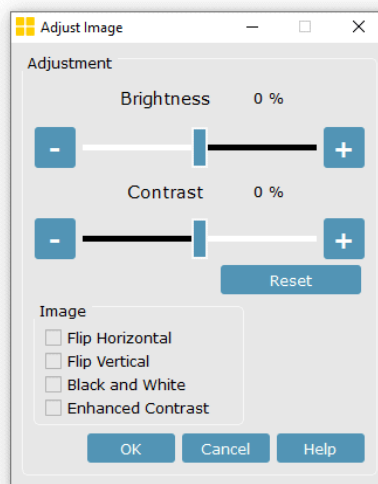 Adjust Image
Adjustment
Brightness 0 %
- +
Contrast 0 %
- +
Reset
Image
Flip Horizontal
Flip Vertical
Black and White
Enhanced Contrast
OK Cancel Help